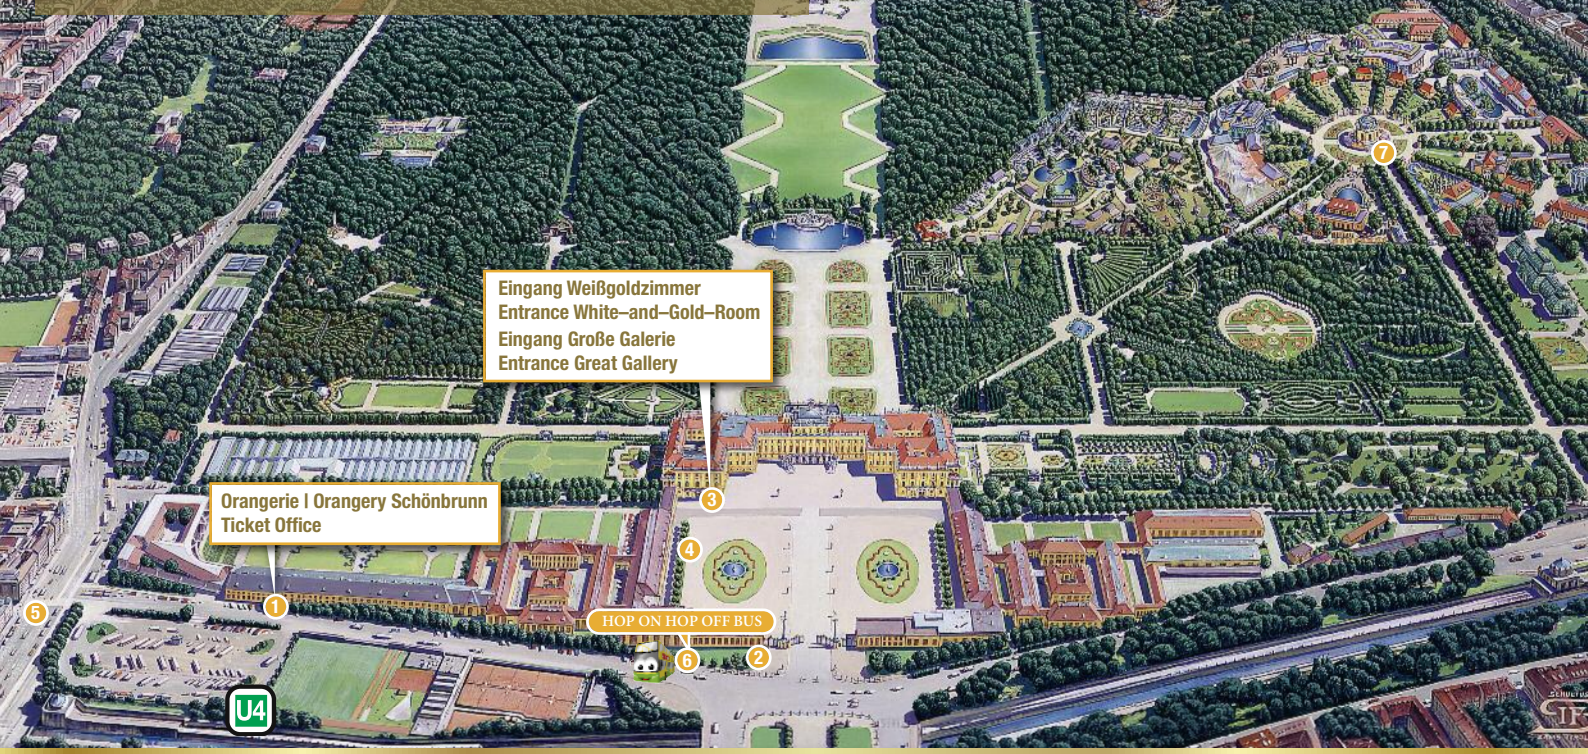 7
Eingang Weißgoldzimmer
Entrance White–and–Gold–Room
Eingang Große Galerie
Entrance Great Gallery
Orangerie | Orangery Schönbrunn
Ticket Office
3
4
1
5
HOP ON HOP OFF BUS
6
2
U4